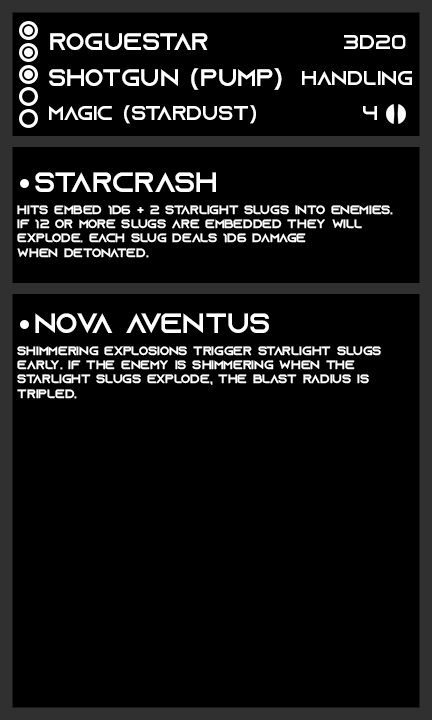 ROGUESTAR 3D20
SHOTGUN (PUMP) HANDLING
MAGIC (STARDUST) 4
•STARCRASH
HITS EMBED 1D6 + 2 STARLIGHT SLUGS INTO ENEMIES.
IF 12 OR MORE SLUGS ARE EMBEDDED THEY WILL
EXPLODE. EACH SLUG DEALS 1D6 DAMAGE
WHEN DETONATED.
•NOVA AVENTUS
SHIMMERING EXPLOSIONS TRIGGER STARLIGHT SLUGS
EARLY. IF THE ENEMY IS SHIMMERING WHEN THE
STARLIGHT SLUGS EXPLODE, THE BLAST RADIUS IS
TRIPLED.